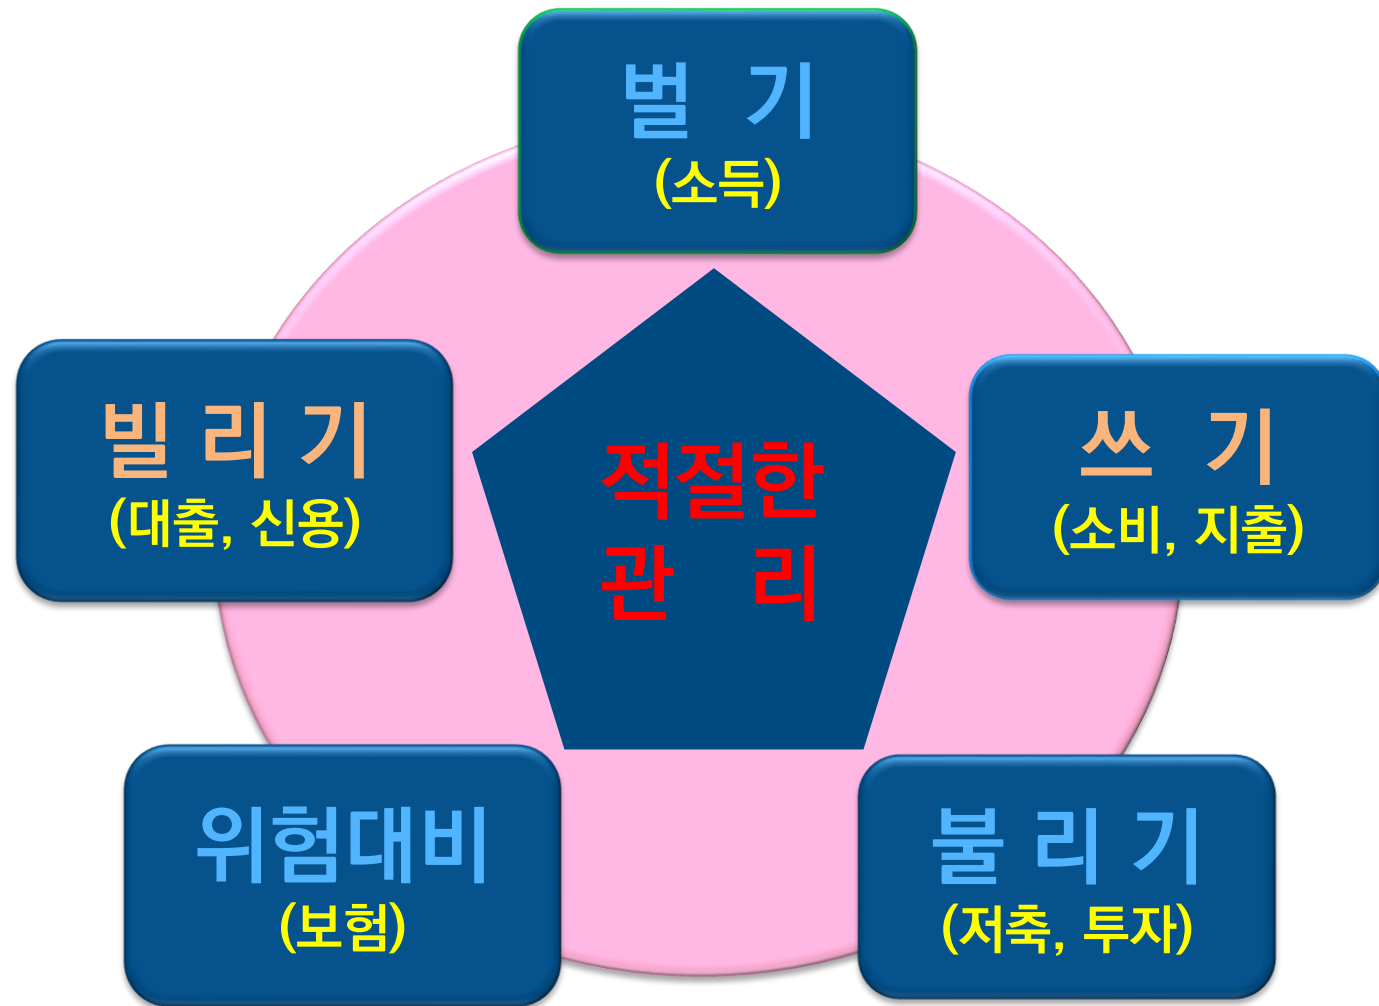 벌 기
(소득)
빌 리 기
(대출, 신용)
적절한
관 리
쓰 기
(소비, 지출)
위험대비
(보험)
불 리 기
(저축, 투자)